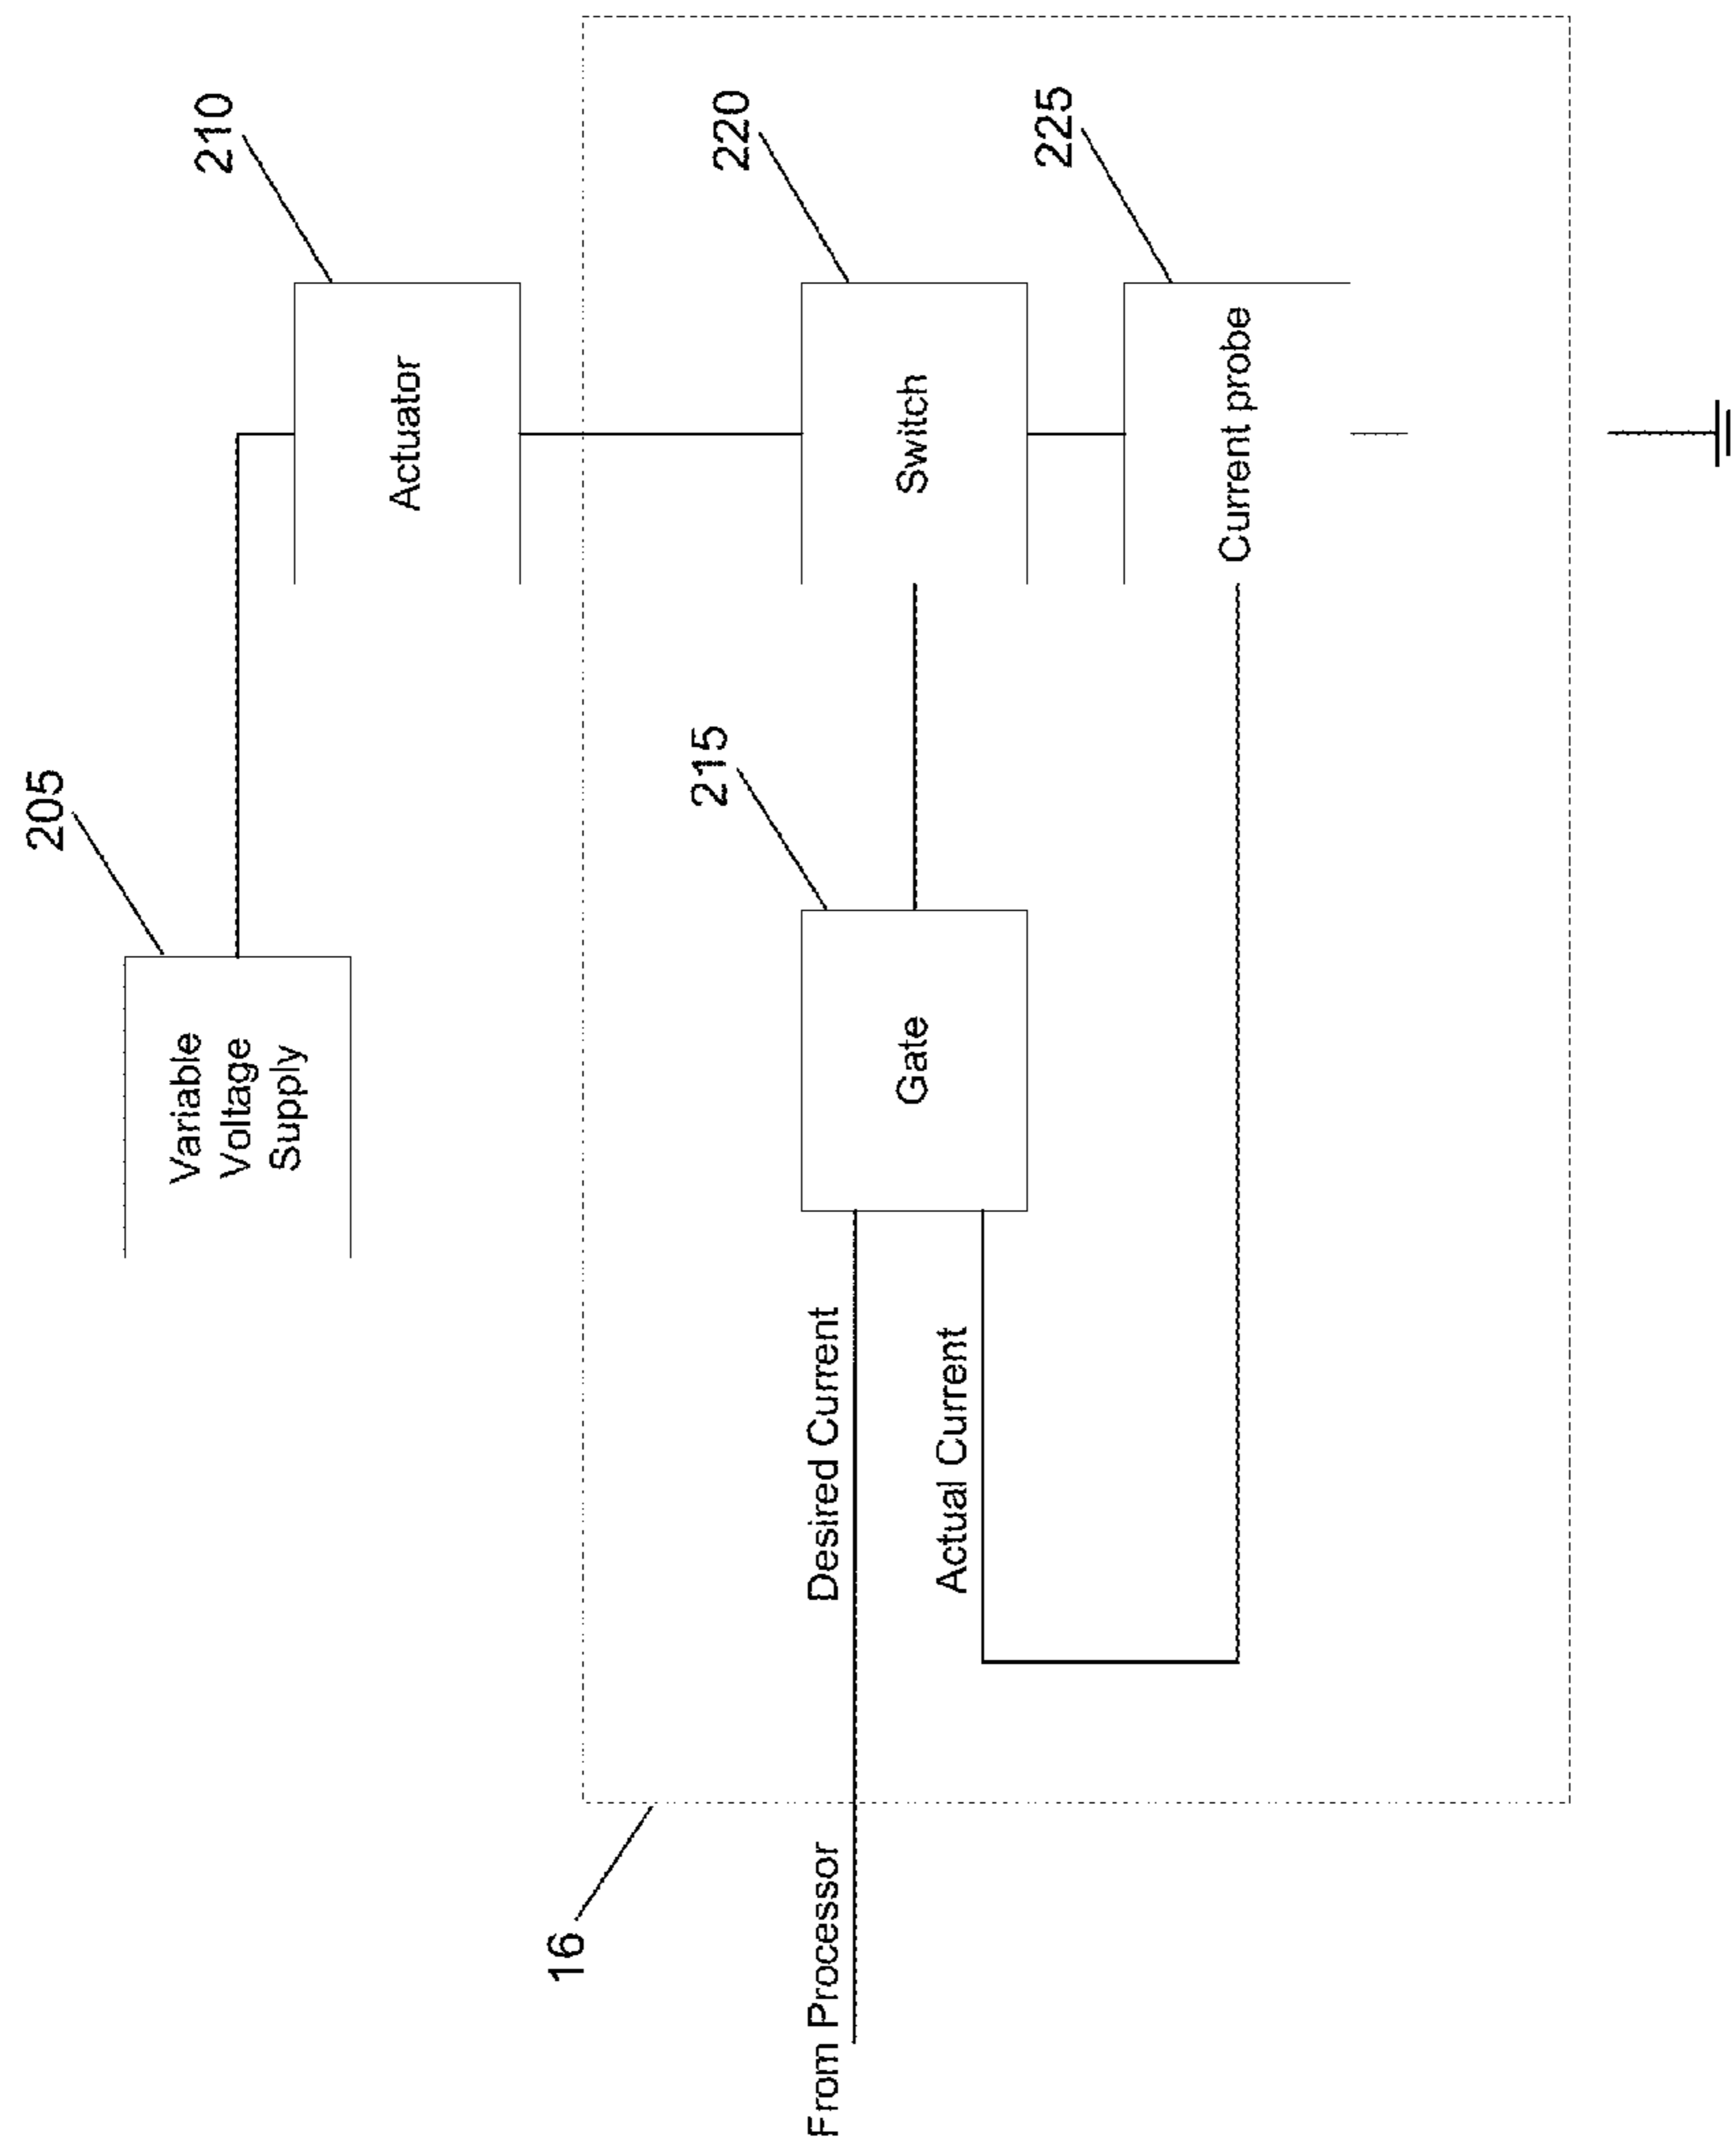 205
Variable
Voltage
Supply
210
Actuator
16
From Processor
Desired Current
Actual Current
215
Gate
220
Switch
225
Current probe